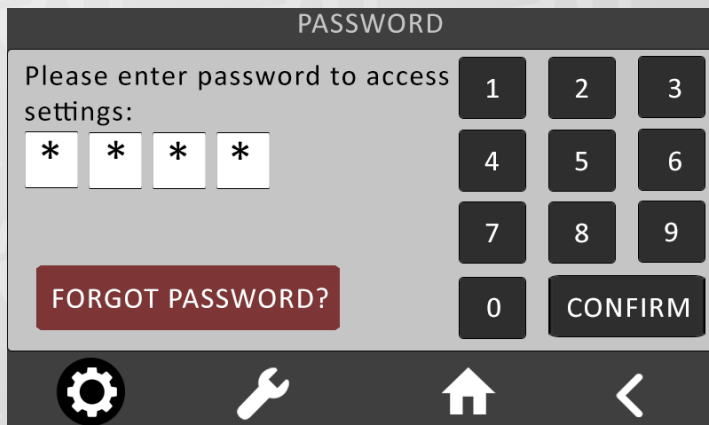 PASSWORD
Please enter password to access
settings:
* * * *
1 2 3
4 5 6
7 8 9
FORGOT PASSWORD?
0 CONFIRM